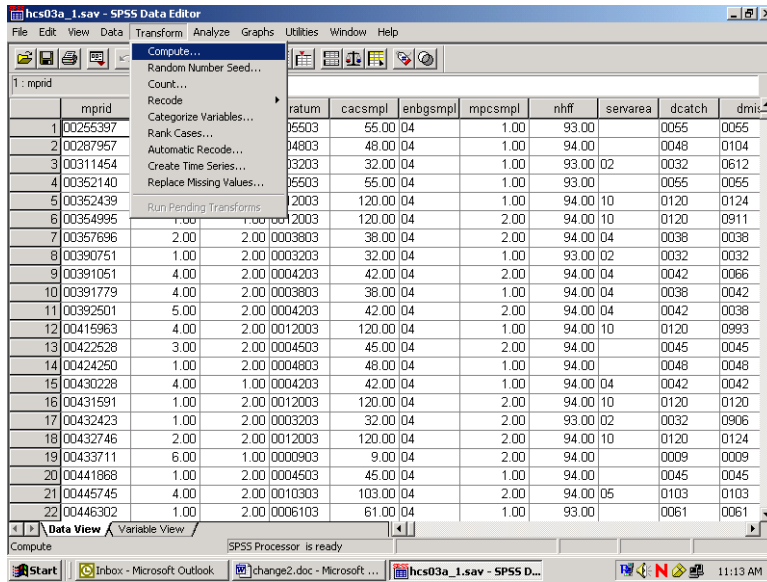 hcs03a_1.sav - SPSS Data Editor
File Edit View Data Transform Analyze Graphs Utilities Window Help
Compute...
Random Number Seed...
Count...
Recode
Categorize Variables...
Rank Cases...
Automatic Recode...
Create Time Series...
Replace Missing Values...
Run Pending Transforms
1 : mprid
mprid ratum cacsmpl enbgsmpl mpcsmpl nhff servarea dcatch dmis
1 00255397 05503 55.00 04 1.00 93.00 0055 0055
2 00287957 04803 48.00 04 1.00 94.00 0048 0104
3 00311454 03203 32.00 04 1.00 93.00 02 0032 0612
4 00352140 05503 55.00 04 1.00 93.00 0055 0055
5 00352439 12003 120.00 04 1.00 94.00 10 0120 0124
6 00354995 1.00 1.00 0012003 120.00 04 2.00 94.00 10 0120 0911
7 00357696 2.00 2.00 0003803 38.00 04 2.00 94.00 04 0038 0038
8 00390751 1.00 2.00 0003203 32.00 04 1.00 93.00 02 0032 0032
9 00391051 4.00 2.00 0004203 42.00 04 2.00 94.00 04 0042 0066
10 00391779 4.00 2.00 0003803 38.00 04 1.00 94.00 04 0038 0042
11 00392501 5.00 2.00 0004203 42.00 04 2.00 94.00 04 0042 0038
12 00415963 4.00 2.00 0012003 120.00 04 1.00 94.00 10 0120 0993
13 00422528 3.00 2.00 0004503 45.00 04 2.00 94.00 0045 0045
14 00424250 1.00 2.00 0004803 48.00 04 1.00 94.00 0048 0048
15 00430228 4.00 1.00 0004203 42.00 04 1.00 94.00 04 0042 0042
16 00431591 1.00 2.00 0012003 120.00 04 2.00 94.00 10 0120 0120
17 00432423 1.00 2.00 0003203 32.00 04 2.00 93.00 02 0032 0906
18 00432746 2.00 2.00 0012003 120.00 04 2.00 94.00 10 0120 0124
19 00433711 6.00 1.00 0000903 9.00 04 2.00 94.00 0009 0009
20 00441868 1.00 2.00 0004503 45.00 04 1.00 94.00 0045 0045
21 00445745 4.00 2.00 0010303 103.00 04 2.00 94.00 05 0103 0103
22 00446302 1.00 2.00 0006103 61.00 04 1.00 93.00 0061 0061
Data View Variable View
Compute SPSS Processor is ready
Start Inbox - Microsoft Outlook change2.doc - Microsoft ... hcs03a_1.sav - SPSS D... 11:13 AM